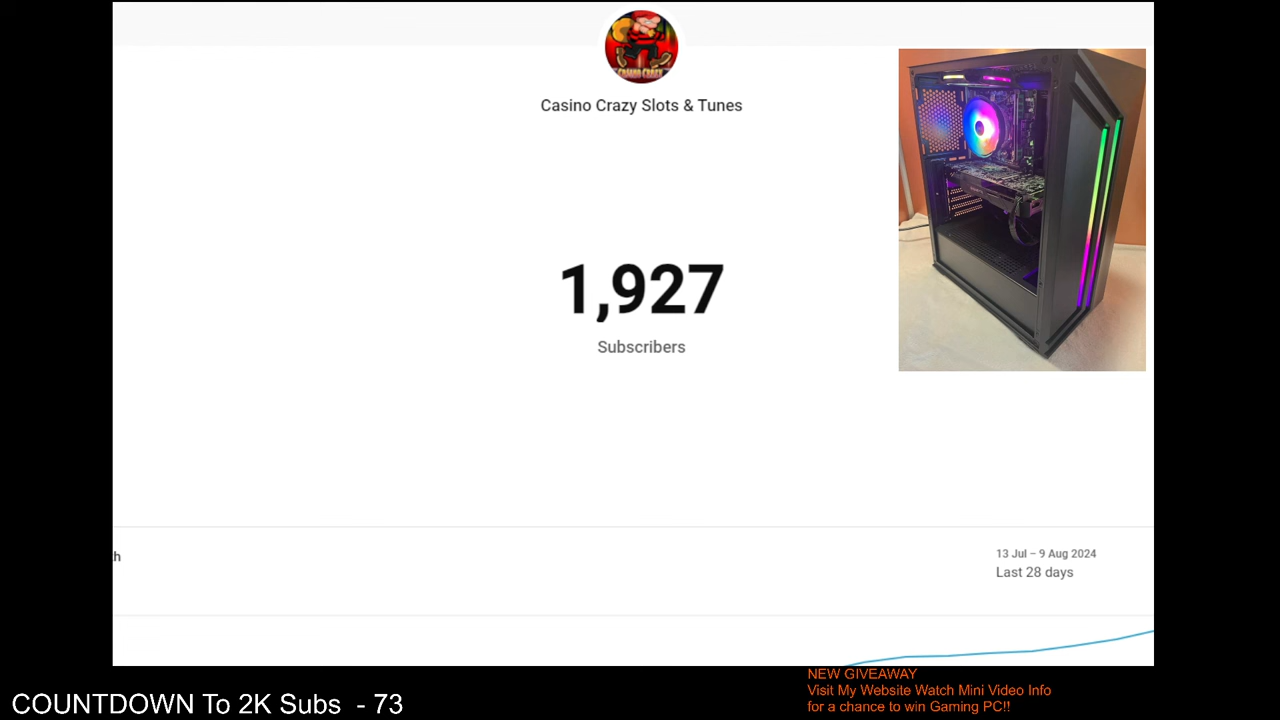 Casino Crazy Slots & Tunes
1,927
Subscribers
th
13 Jul – 9 Aug 2024
Last 28 days
COUNTDOWN To 2K Subs - 73
NEW GIVEAWAY
Visit My Website Watch Mini Video Info
for a chance to win Gaming PC!!